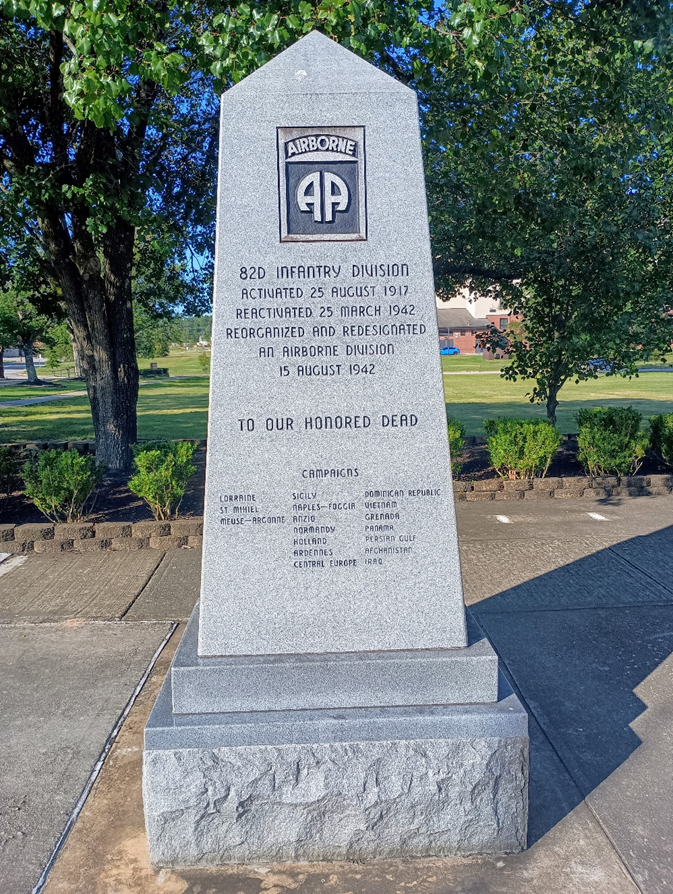 AIRBORNE
AA
82D INFANTRY DIVISION
ACTIVATED 25 AUGUST 1917
REACTIVATED 25 MARCH 1942
REORGANIZED AND REDESIGNATED
AN AIRBORNE DIVISION
15 AUGUST 1942
TO OUR HONORED DEAD
CAMPAIGNS
LORRAINE
ST MIHIEL
MEUSE-ARGONNE
SICILY
NAPLES-FOGGIA
ANZIO
NORMANDY
HOLLAND
ARDENNES
CENTRAL EUROPE
DOMINICAN REPUBLIC
VIETNAM
GRENADA
PANAMA
PERSIAN GULF
AFGHANISTAN
IRAQ